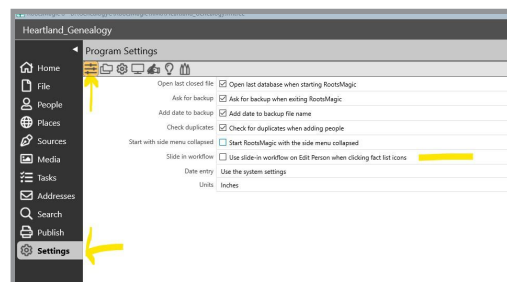 Heartland_Genealogy
Home
File
People
Places
Sources
Media
Tasks
Addresses
Search
Publish
Settings
Program Settings
Open last closed file Open last database when starting RootsMagic
Ask for backup Ask for backup when exiting RootsMagic
Add date to backup Add date to backup file name
Check duplicates Check for duplicates when adding people
Start with side menu collapsed Start RootsMagic with the side menu collapsed
Slide in workflow Use slide-in workflow on Edit Person when clicking fact list icons
Date entry Use the system settings
Units Inches